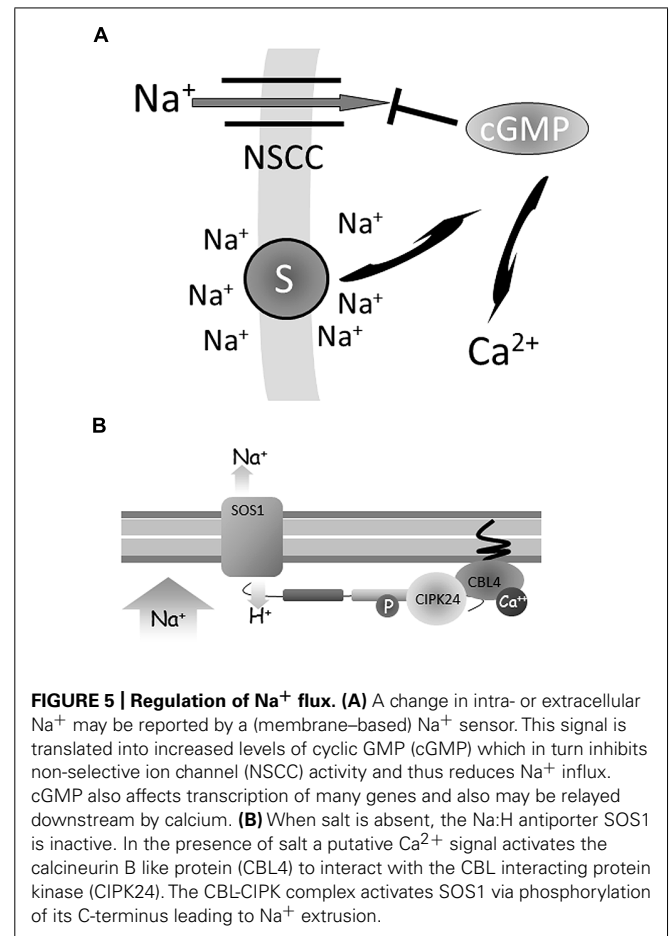 A
Na⁺
cGMP
NSCC
Na⁺
Na⁺
S
Na⁺
Na⁺
Na⁺
Na⁺
Ca²⁺
B
Na⁺
SOS1
CBL4
CIPK24
Ca⁺⁺
P
Na⁺
H⁺
FIGURE 5 | Regulation of Na⁺ flux. (A) A change in intra- or extracellular
Na⁺ may be reported by a (membrane–based) Na⁺ sensor. This signal is
translated into increased levels of cyclic GMP (cGMP) which in turn inhibits
non-selective ion channel (NSCC) activity and thus reduces Na⁺ influx.
cGMP also affects transcription of many genes and also may be relayed
downstream by calcium. (B) When salt is absent, the Na:H antiporter SOS1
is inactive. In the presence of salt a putative Ca²⁺ signal activates the
calcineurin B like protein (CBL4) to interact with the CBL interacting protein
kinase (CIPK24). The CBL-CIPK complex activates SOS1 via phosphorylation
of its C-terminus leading to Na⁺ extrusion.